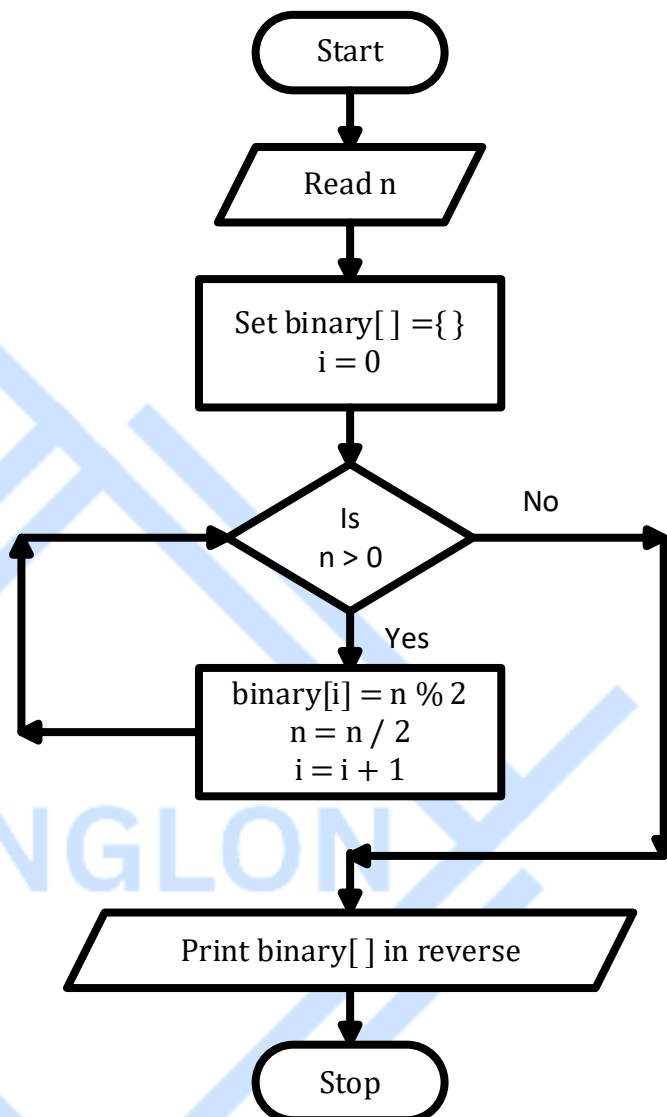 Start
Read n
Set binary[ ] ={ }
i = 0
Is
n > 0
No
Yes
binary[i] = n % 2
n = n / 2
i = i + 1
NGLON
Print binary[ ] in reverse
Stop